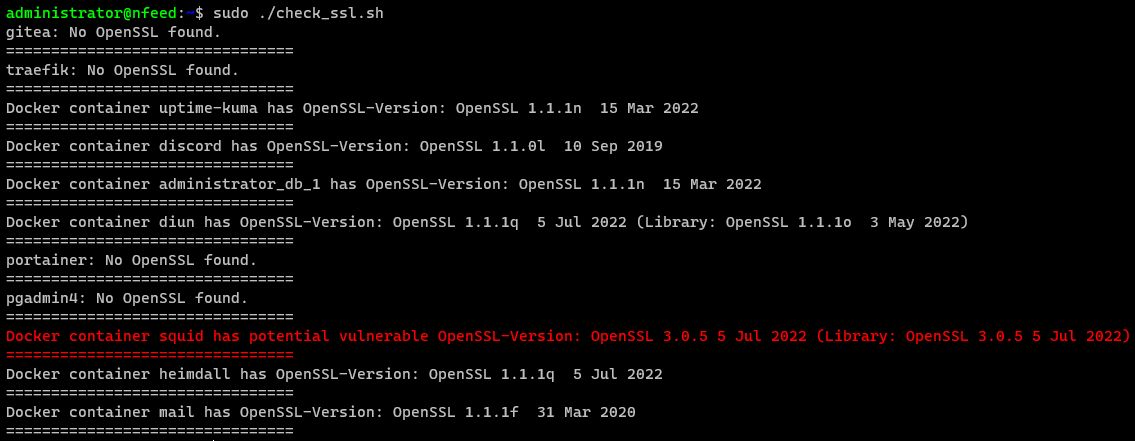 administrator@nfeed:~$ sudo ./check_ssl.sh
gitea: No OpenSSL found.
================================
traefik: No OpenSSL found.
================================
Docker container uptime-kuma has OpenSSL-Version: OpenSSL 1.1.1n  15 Mar 2022
================================
Docker container discord has OpenSSL-Version: OpenSSL 1.1.0l  10 Sep 2019
================================
Docker container administrator_db_1 has OpenSSL-Version: OpenSSL 1.1.1n  15 Mar 2022
================================
Docker container diun has OpenSSL-Version: OpenSSL 1.1.1q  5 Jul 2022 (Library: OpenSSL 1.1.1o  3 May 2022)
================================
portainer: No OpenSSL found.
================================
pgadmin4: No OpenSSL found.
================================
Docker container squid has potential vulnerable OpenSSL-Version: OpenSSL 3.0.5 5 Jul 2022 (Library: OpenSSL 3.0.5 5 Jul 2022)
================================
Docker container heimdall has OpenSSL-Version: OpenSSL 1.1.1q  5 Jul 2022
================================
Docker container mail has OpenSSL-Version: OpenSSL 1.1.1f  31 Mar 2020
================================